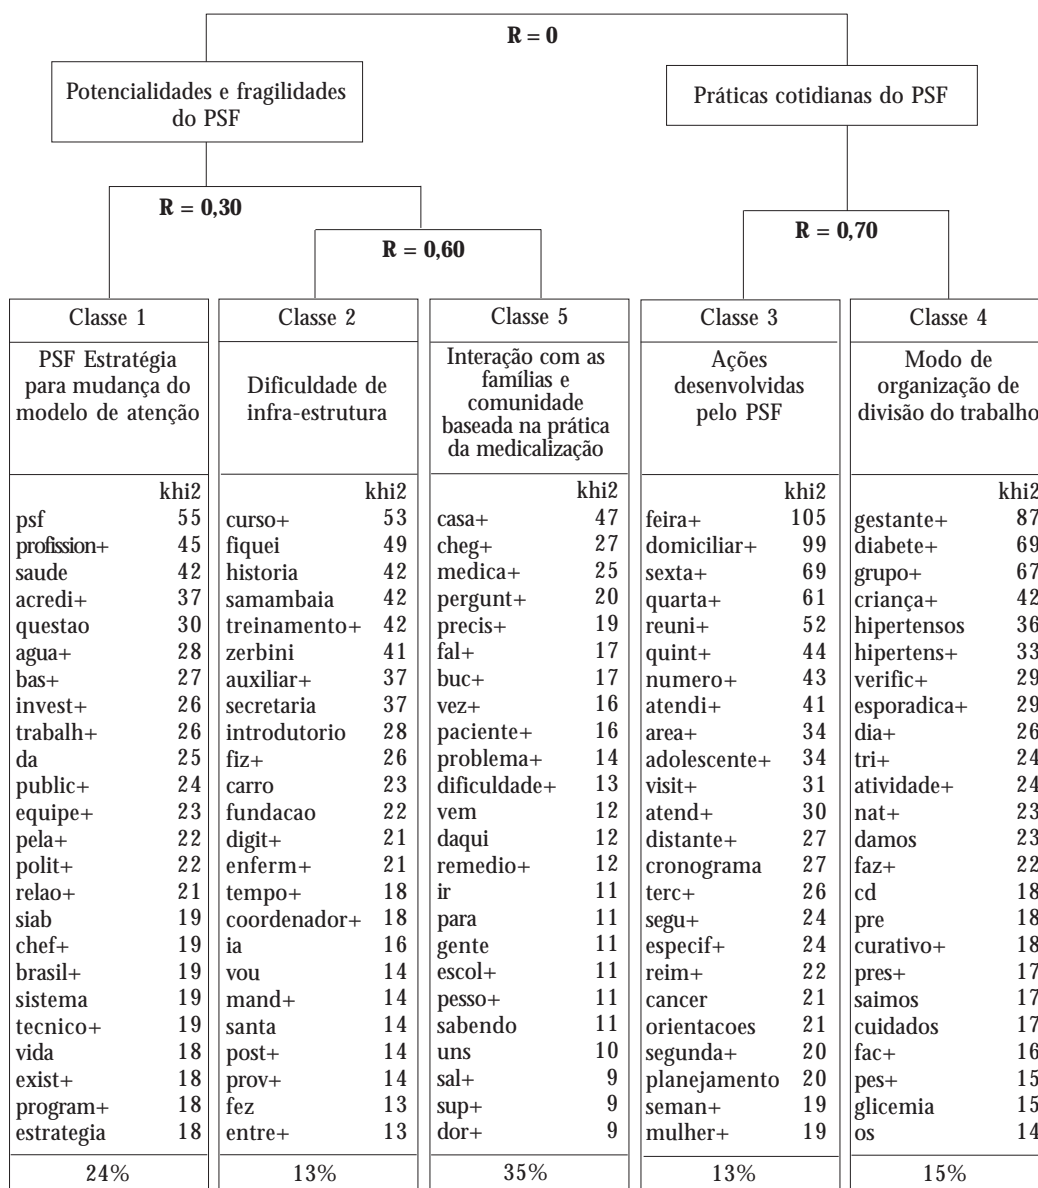 R = 0
Potencialidades e fragilidades
do PSF
Práticas cotidianas do PSF
R = 0,30
R = 0,60
R = 0,70
Classe 1
PSF Estratégia
para mudança do
modelo de atenção
khi2
psf 55
profission+ 45
saude 42
acredi+ 37
questao 30
agua+ 28
bas+ 27
invest+ 26
trabalh+ 26
da 25
public+ 24
equipe+ 23
pela+ 22
polit+ 22
relao+ 21
siab 19
chef+ 19
brasil+ 19
sistema 19
tecnico+ 19
vida 18
exist+ 18
program+ 18
estrategia 18
24%
Classe 2
Dificuldade de
infra-estrutura
khi2
curso+ 53
fiquei 49
historia 42
samambaia 42
treinamento+ 42
zerbini 41
auxiliar+ 37
secretaria 37
introdutorio 28
fiz+ 26
carro 23
fundacao 22
digit+ 21
enferm+ 21
tempo+ 18
coordenador+ 18
ia 16
vou 14
mand+ 14
santa 14
post+ 14
prov+ 14
fez 13
entre+ 13
13%
Classe 5
Interação com as
famílias e
comunidade
baseada na prática
da medicalização
khi2
casa+ 47
cheg+ 27
medica+ 25
pergunt+ 20
precis+ 19
fal+ 17
buc+ 17
vez+ 16
paciente+ 16
problema+ 14
dificuldade+ 13
vem 12
daqui 12
remedio+ 12
ir 11
para 11
gente 11
escol+ 11
pesso+ 11
sabendo 11
uns 10
sal+ 9
sup+ 9
dor+ 9
35%
Classe 3
Ações
desenvolvidas
pelo PSF
khi2
feira+ 105
domiciliar+ 99
sexta+ 69
quarta+ 61
reuni+ 52
quint+ 44
numero+ 43
atendi+ 41
area+ 34
adolescente+ 34
visit+ 31
atend+ 30
distante+ 27
cronograma 27
terc+ 26
segu+ 24
especif+ 24
reim+ 22
cancer 21
orientacoes 21
segunda+ 20
planejamento 20
seman+ 19
mulher+ 19
13%
Classe 4
Modo de
organização de
divisão do trabalho
khi2
gestante+ 87
diabete+ 69
grupo+ 67
criança+ 42
hipertensos 36
hipertens+ 33
verific+ 29
esporadica+ 29
dia+ 26
tri+ 24
atividade+ 24
nat+ 23
damos 23
faz+ 22
cd 18
pre 18
curativo+ 18
pres+ 17
saimos 17
cuidados 17
fac+ 16
pes+ 15
glicemia 15
os 14
15%